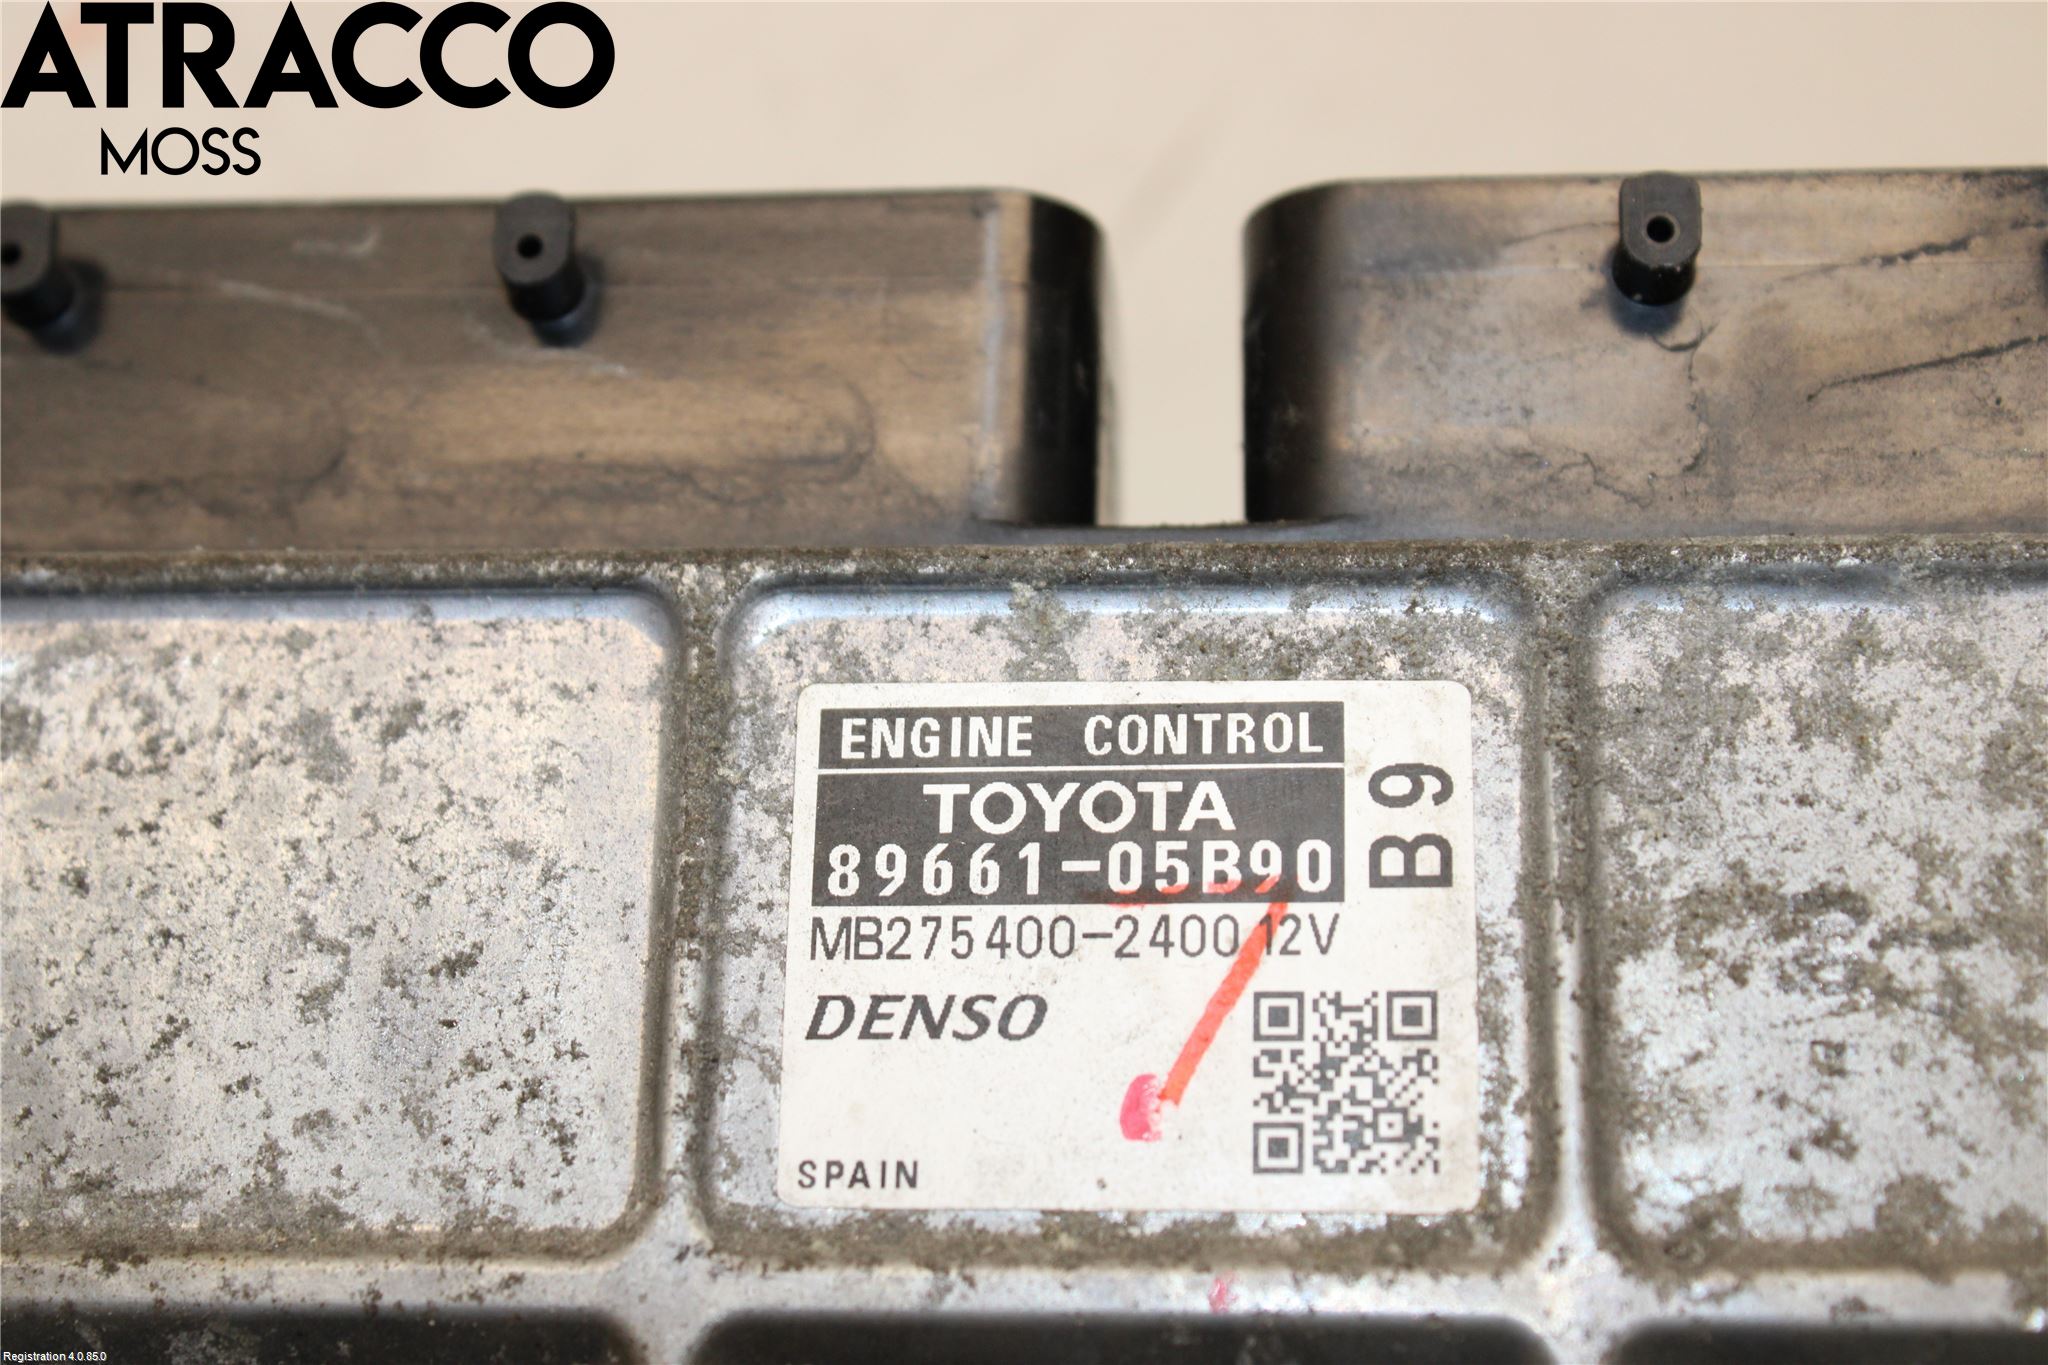 ATRACCO
MOSS
ENGINE CONTROL
TOYOTA
89661-05B90
B9
MB275400-2400 12V
DENSO
SPAIN
Registration 4.0.85.0